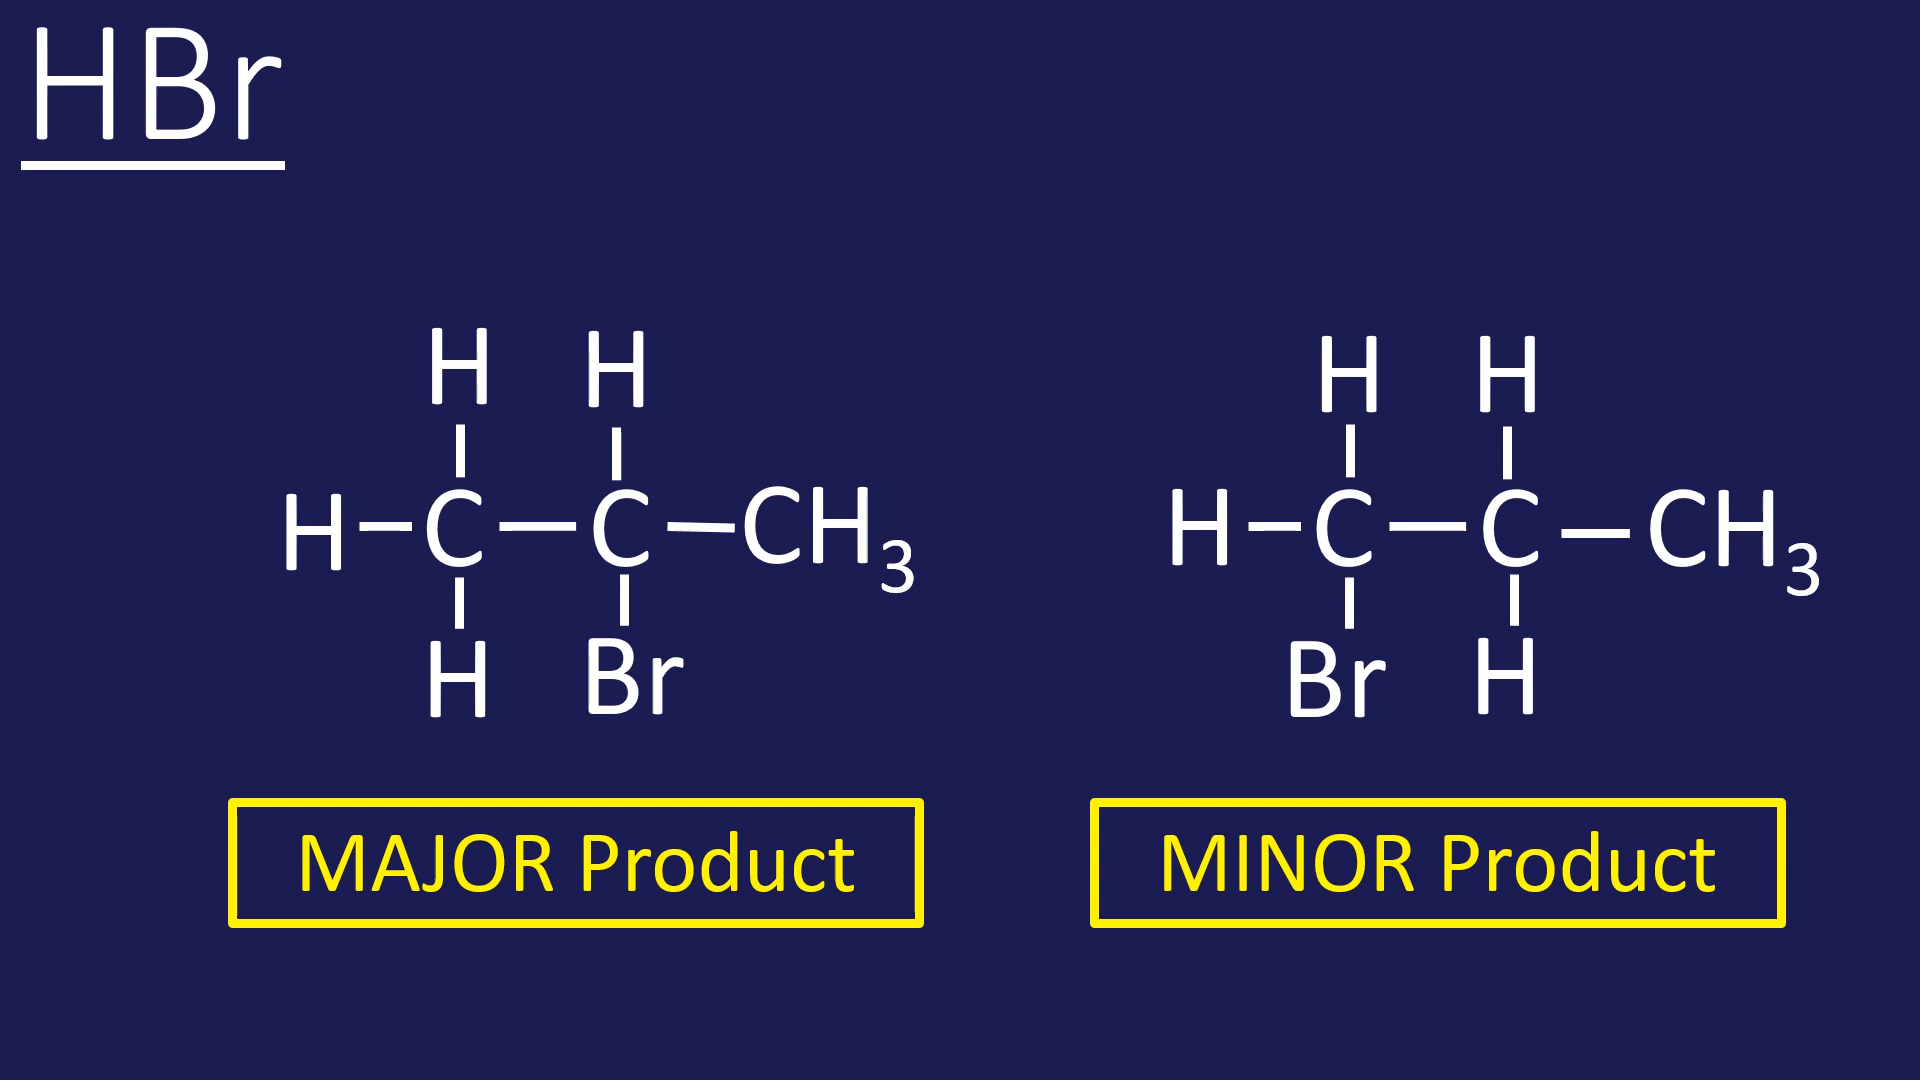 HBr
H H H H
H—C—C—CH₃ H—C—C—CH₃
H Br Br H
MAJOR Product MINOR Product